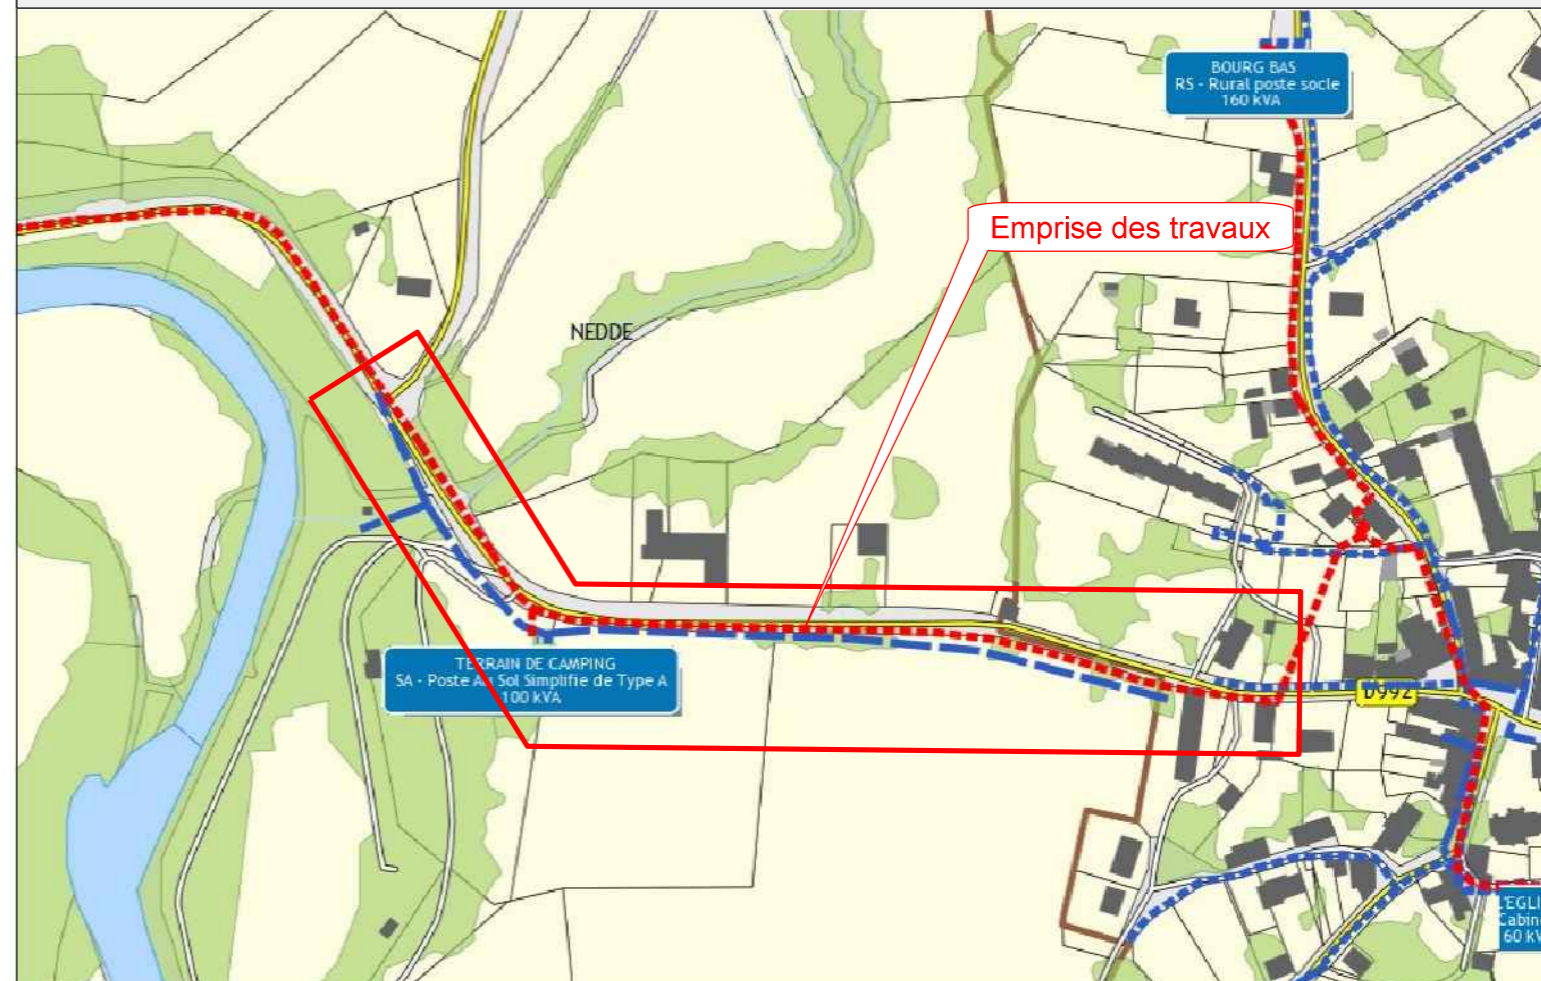 BOURG BAS
RS - Rural poste socle
160 kVA
Emprise des travaux
NEDDE
TERRAIN DE CAMPING
SA - Poste Au Sol Simplifie de Type A
100 kVA
D992
L'EGLI
Cabin
60 kV